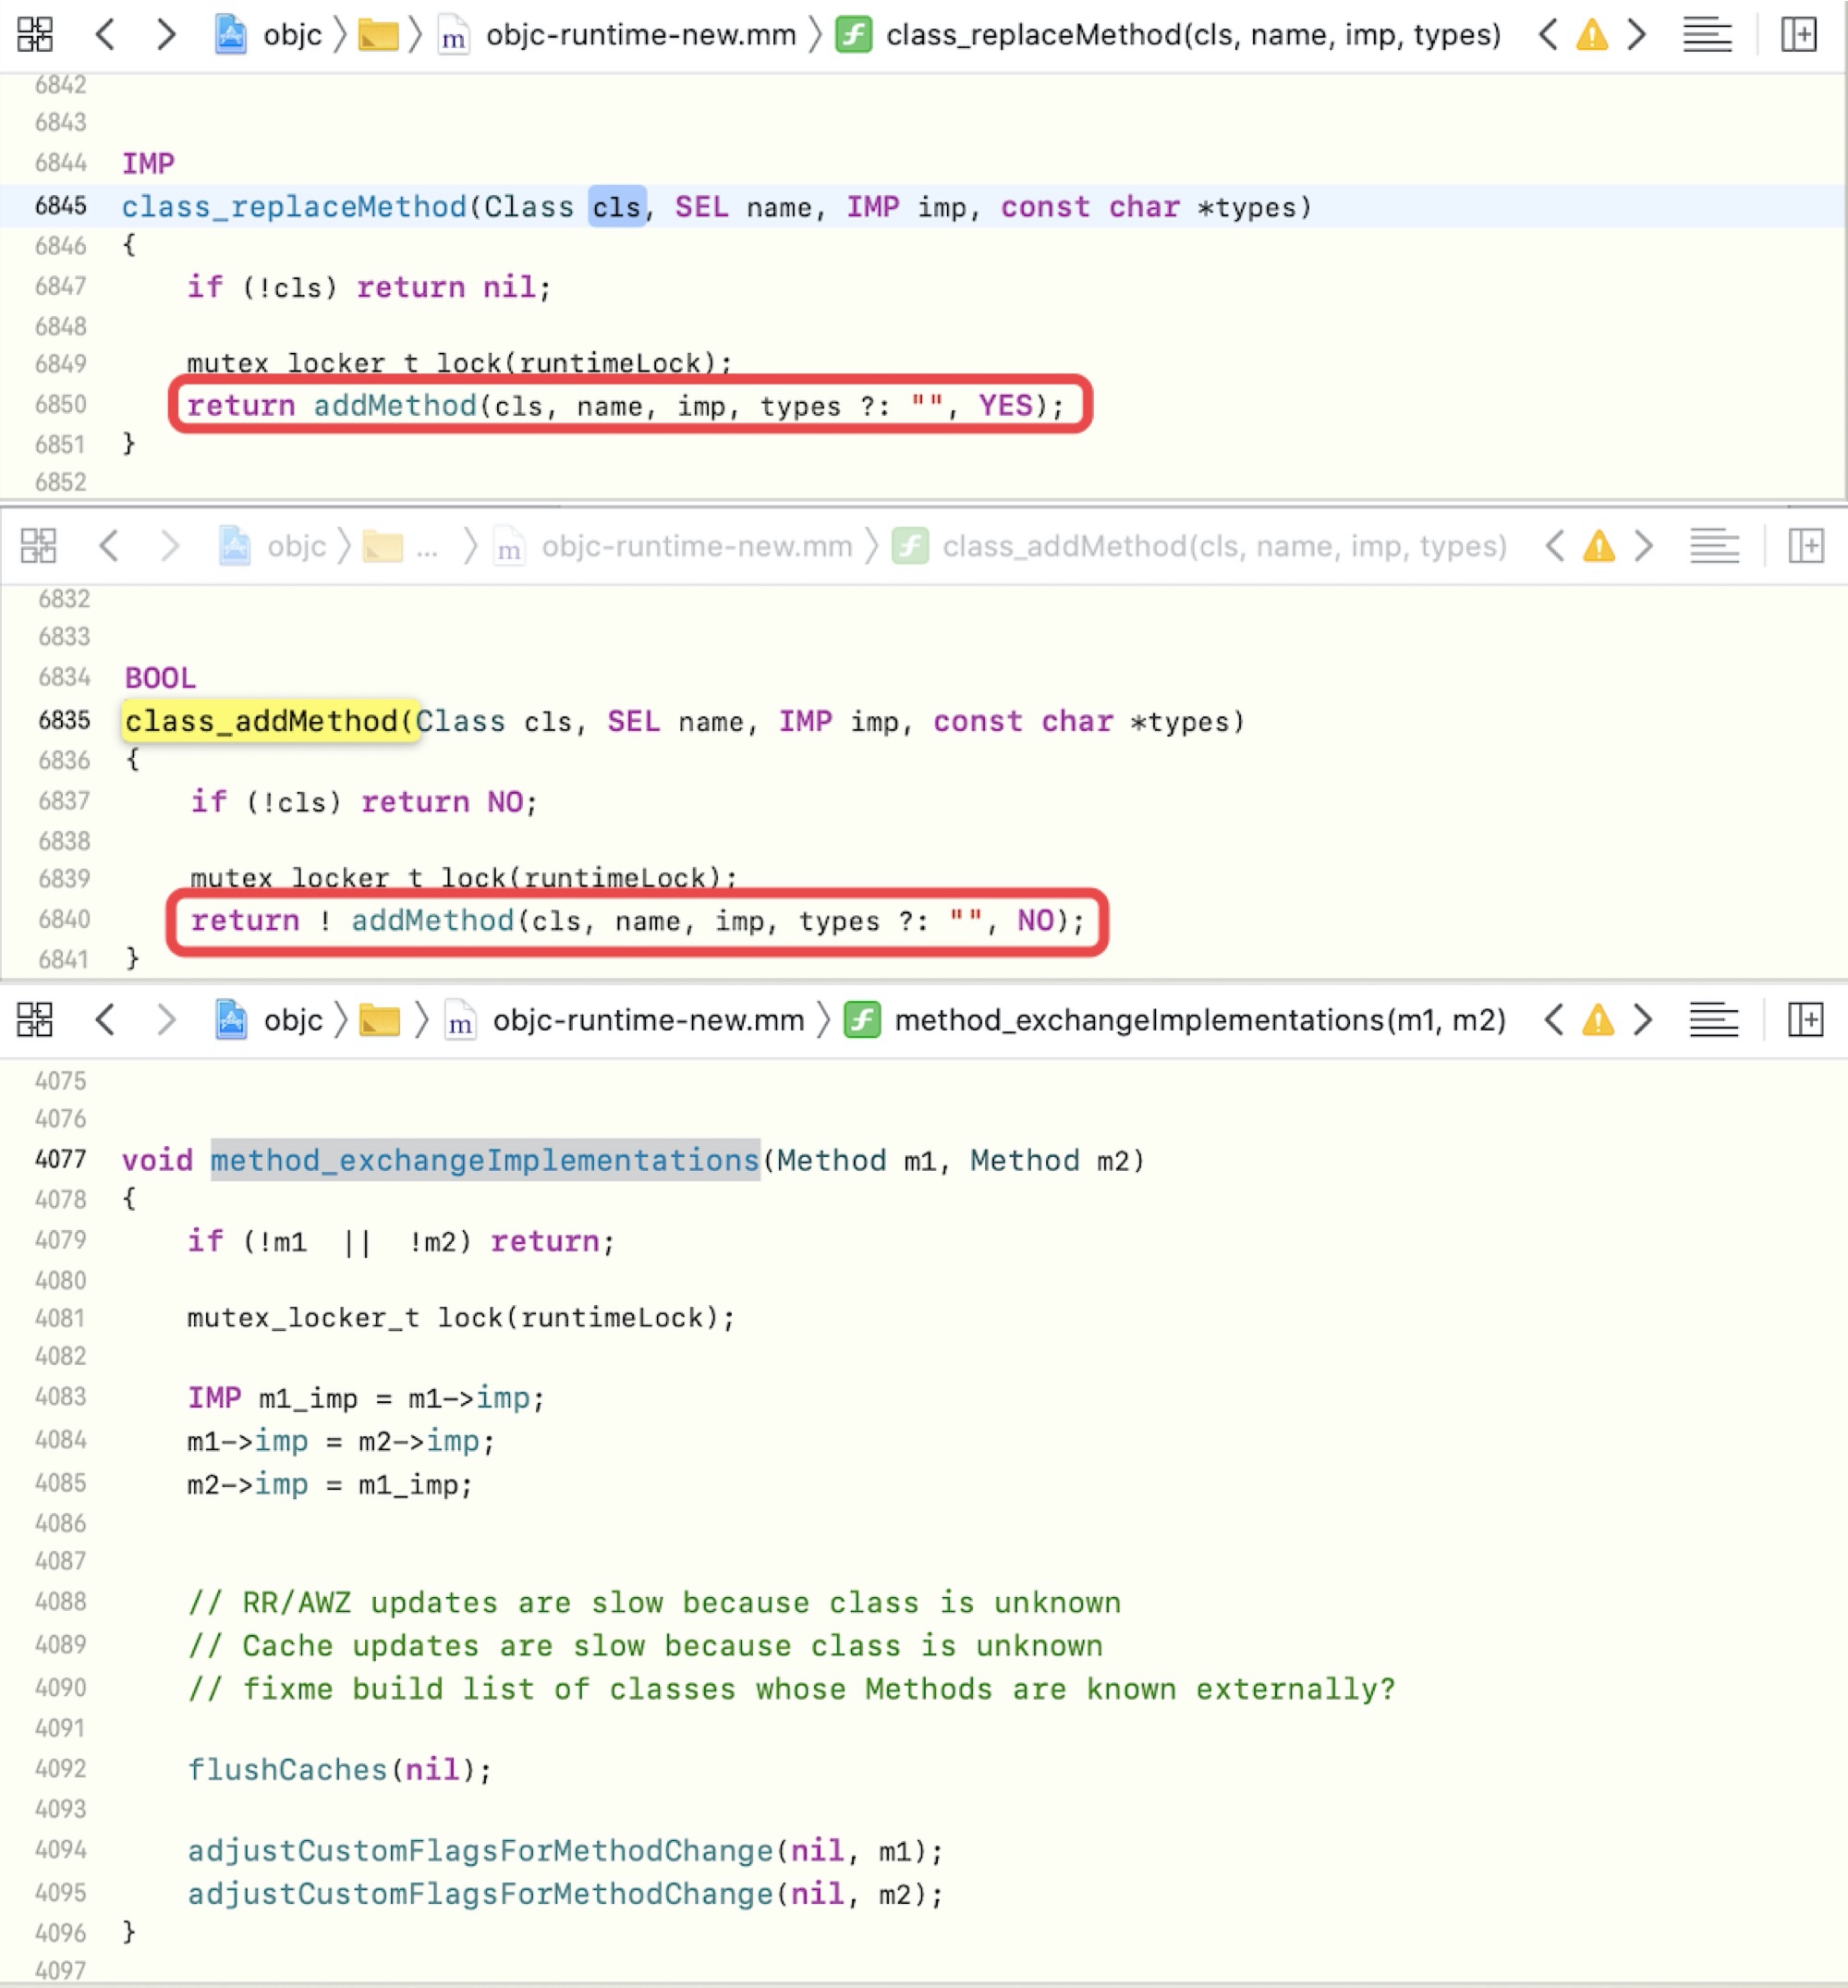 objc 〉 〉 m objc-runtime-new.mm 〉 f class_replaceMethod(cls, name, imp, types)
6842
6843
6844 IMP
6845 class_replaceMethod(Class cls, SEL name, IMP imp, const char *types)
6846 {
6847 if (!cls) return nil;
6848
6849 mutex_locker_t lock(runtimeLock);
6850 return addMethod(cls, name, imp, types ?: "", YES);
6851 }
6852
objc 〉 ... 〉 m objc-runtime-new.mm 〉 f class_addMethod(cls, name, imp, types)
6832
6833
6834 BOOL
6835 class_addMethod(Class cls, SEL name, IMP imp, const char *types)
6836 {
6837 if (!cls) return NO;
6838
6839 mutex_locker_t lock(runtimeLock);
6840 return ! addMethod(cls, name, imp, types ?: "", NO);
6841 }
objc 〉 〉 m objc-runtime-new.mm 〉 f method_exchangeImplementations(m1, m2)
4075
4076
4077 void method_exchangeImplementations(Method m1, Method m2)
4078 {
4079 if (!m1 || !m2) return;
4080
4081 mutex_locker_t lock(runtimeLock);
4082
4083 IMP m1_imp = m1->imp;
4084 m1->imp = m2->imp;
4085 m2->imp = m1_imp;
4086
4087
4088 // RR/AWZ updates are slow because class is unknown
4089 // Cache updates are slow because class is unknown
4090 // fixme build list of classes whose Methods are known externally?
4091
4092 flushCaches(nil);
4093
4094 adjustCustomFlagsForMethodChange(nil, m1);
4095 adjustCustomFlagsForMethodChange(nil, m2);
4096 }
4097